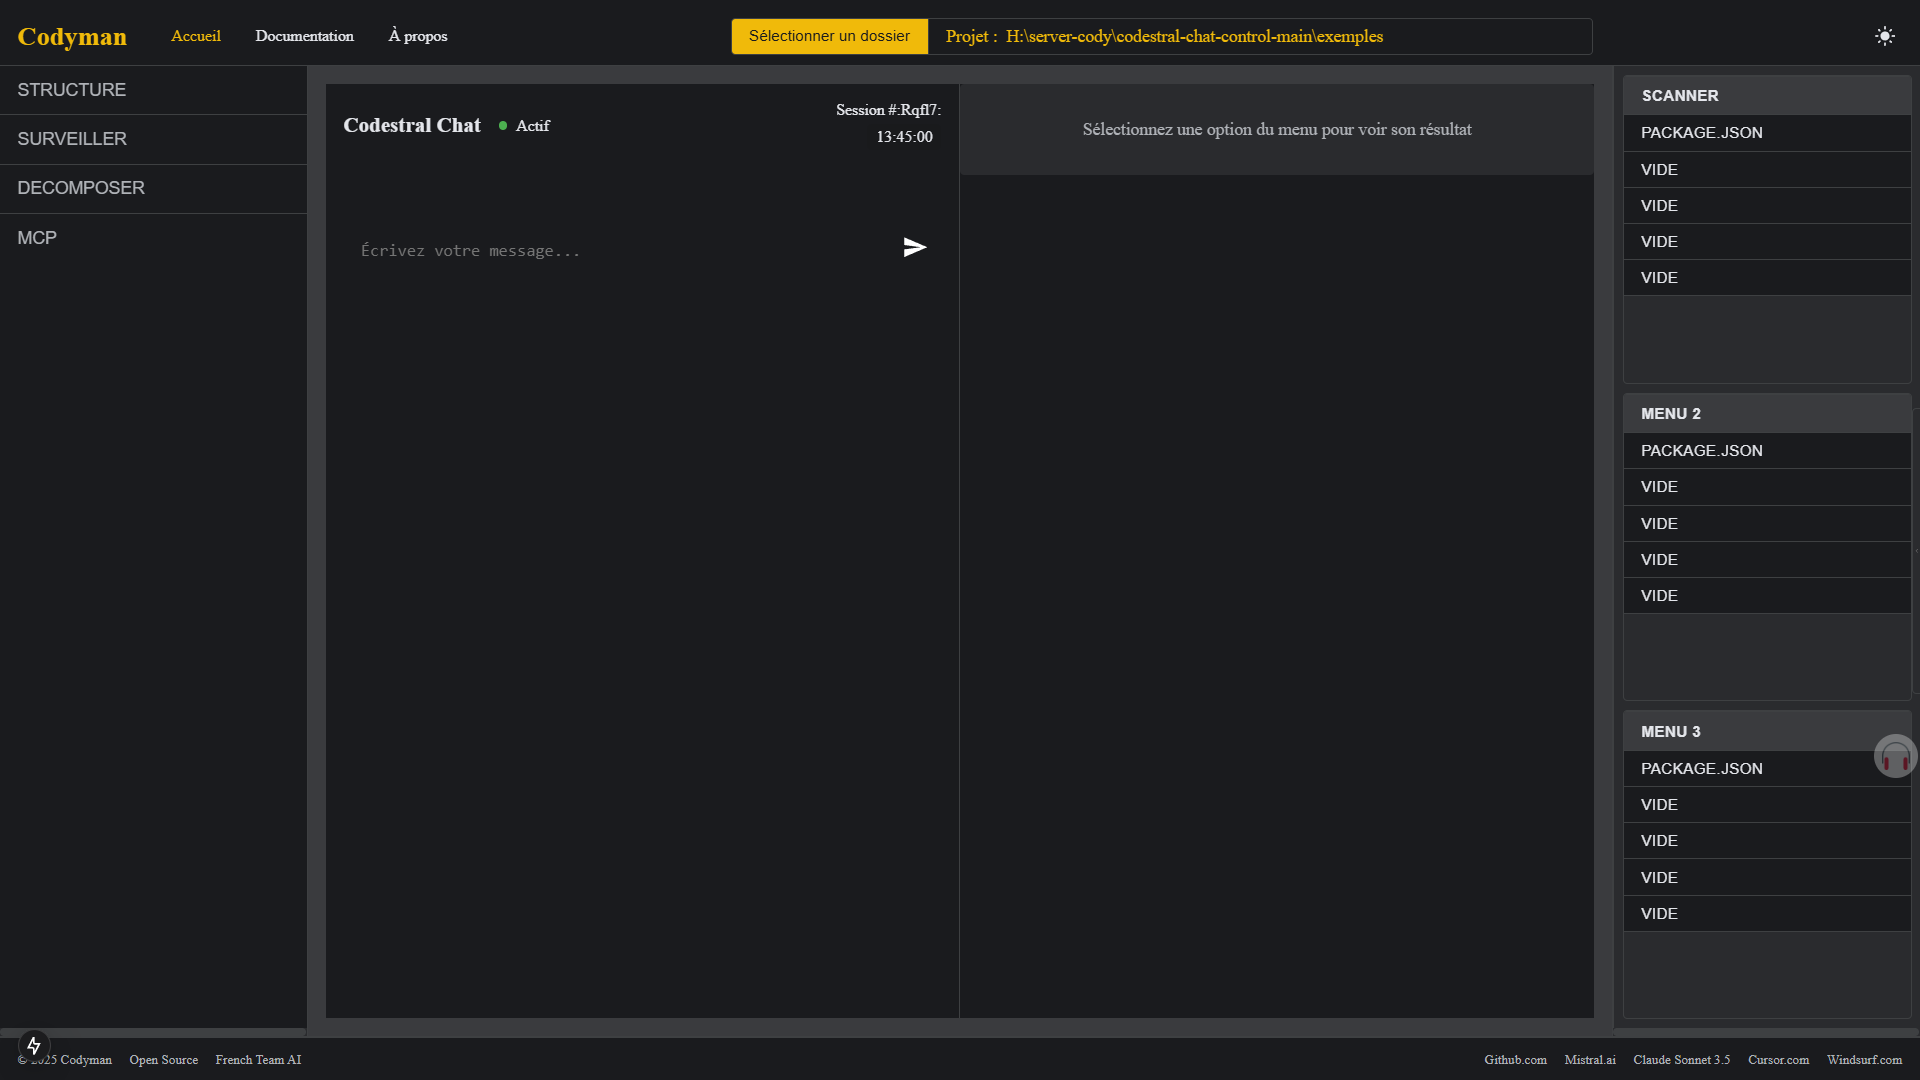 Codyman
Accueil
Documentation
À propos
Sélectionner un dossier
Projet : H:\server-cody\codestral-chat-control-main\exemples
STRUCTURE
SURVEILLER
DECOMPOSER
MCP
Codestral Chat
Actif
Session #:Rqfl7:
13:45:00
Écrivez votre message...
Sélectionnez une option du menu pour voir son résultat
SCANNER
PACKAGE.JSON
VIDE
VIDE
VIDE
VIDE
MENU 2
PACKAGE.JSON
VIDE
VIDE
VIDE
VIDE
MENU 3
PACKAGE.JSON
VIDE
VIDE
VIDE
VIDE
© 2025 Codyman
Open Source
French Team AI
Github.com
Mistral.ai
Claude Sonnet 3.5
Cursor.com
Windsurf.com